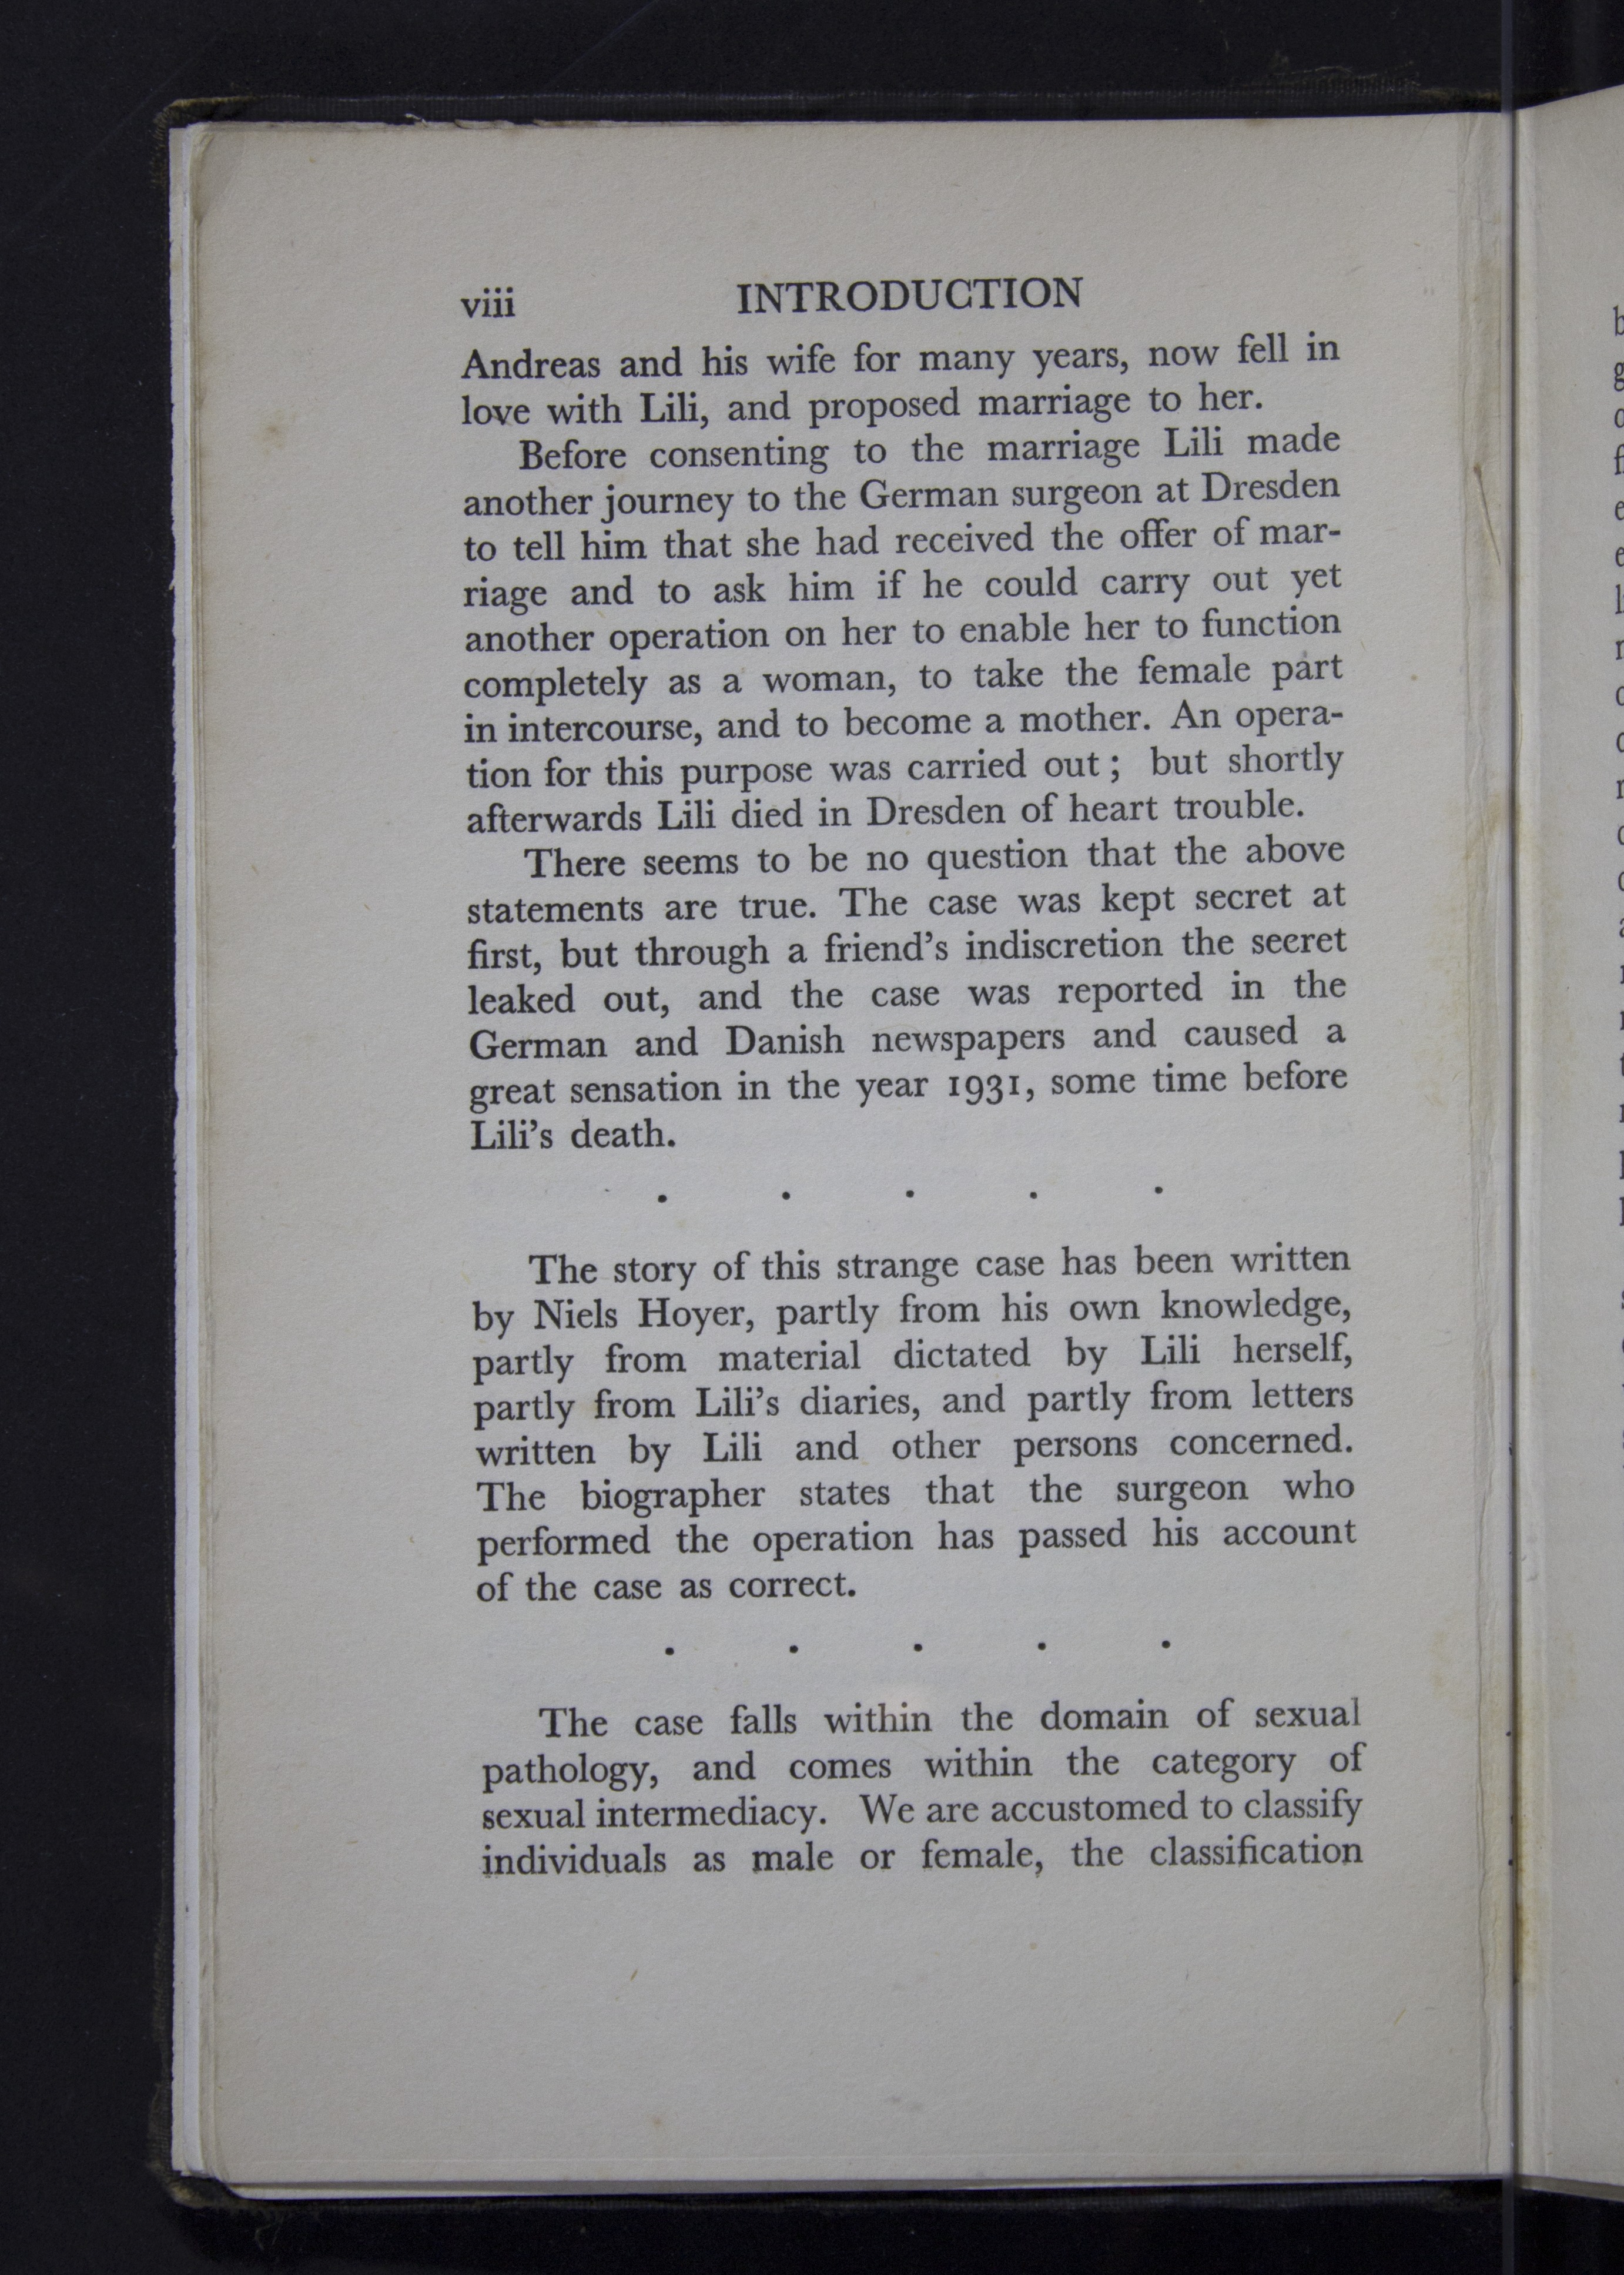 viii INTRODUCTION
Andreas and his wife for many years, now fell in
love with Lili, and proposed marriage to her.
Before consenting to the marriage Lili made
another journey to the German surgeon at Dresden
to tell him that she had received the offer of mar-
riage and to ask him if he could carry out yet
another operation on her to enable her to function
completely as a woman, to take the female part
in intercourse, and to become a mother. An opera-
tion for this purpose was carried out; but shortly
afterwards Lili died in Dresden of heart trouble.
There seems to be no question that the above
statements are true. The case was kept secret at
first, but through a friend's indiscretion the secret
leaked out, and the case was reported in the
German and Danish newspapers and caused a
great sensation in the year 1931, some time before
Lili's death.
. . . . .
The story of this strange case has been written
by Niels Hoyer, partly from his own knowledge,
partly from material dictated by Lili herself,
partly from Lili's diaries, and partly from letters
written by Lili and other persons concerned.
The biographer states that the surgeon who
performed the operation has passed his account
of the case as correct.
. . . . .
The case falls within the domain of sexual
pathology, and comes within the category of
sexual intermediacy. We are accustomed to classify
individuals as male or female, the classification